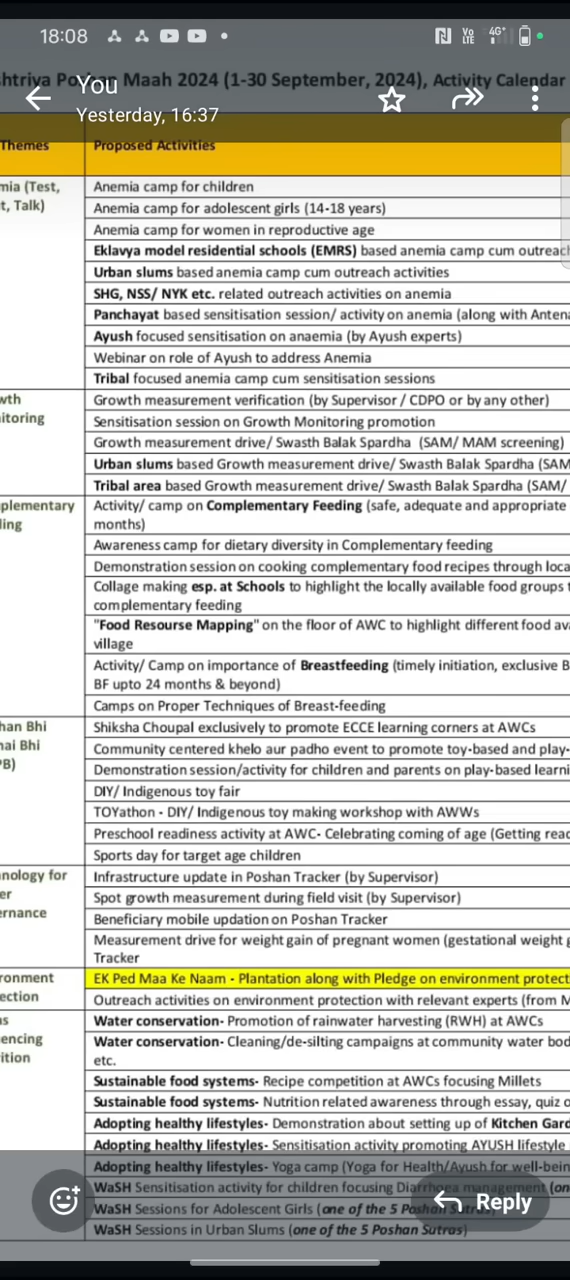 18:08
Vo
LTE
4G+
shtriya Poshan Maah 2024 (1-30 September, 2024), Activity Calendar
You
Yesterday, 16:37
Themes
Proposed Activities
mia (Test,
t, Talk)
Anemia camp for children
Anemia camp for adolescent girls (14-18 years)
Anemia camp for women in reproductive age
Eklavya model residential schools (EMRS) based anemia camp cum outreach
Urban slums based anemia camp cum outreach activities
SHG, NSS/ NYK etc. related outreach activities on anemia
Panchayat based sensitisation session/ activity on anemia (along with Antena
Ayush focused sensitisation on anaemia (by Ayush experts)
Webinar on role of Ayush to address Anemia
Tribal focused anemia camp cum sensitisation sessions
wth
itoring
Growth measurement verification (by Supervisor / CDPO or by any other)
Sensitisation session on Growth Monitoring promotion
Growth measurement drive/ Swasth Balak Spardha (SAM/ MAM screening)
Urban slums based Growth measurement drive/ Swasth Balak Spardha (SAM
Tribal area based Growth measurement drive/ Swasth Balak Spardha (SAM/
plementary
ling
Activity/ camp on Complementary Feeding (safe, adequate and appropriate
months)
Awareness camp for dietary diversity in Complementary feeding
Demonstration session on cooking complementary food recipes through loca
Collage making esp. at Schools to highlight the locally available food groups t
complementary feeding
"Food Resourse Mapping" on the floor of AWC to highlight different food ava
village
Activity/ Camp on importance of Breastfeeding (timely initiation, exclusive B
BF upto 24 months & beyond)
Camps on Proper Techniques of Breast-feeding
han Bhi
hai Bhi
PB)
Shiksha Choupal exclusively to promote ECCE learning corners at AWCs
Community centered khelo aur padho event to promote toy-based and play-
Demonstration session/activity for children and parents on play-based learni
DIY/ Indigenous toy fair
TOYathon - DIY/ Indigenous toy making workshop with AWWs
Preschool readiness activity at AWC- Celebrating coming of age (Getting read
Sports day for target age children
nology for
er
ernance
Infrastructure update in Poshan Tracker (by Supervisor)
Spot growth measurement during field visit (by Supervisor)
Beneficiary mobile updation on Poshan Tracker
Measurement drive for weight gain of pregnant women (gestational weight g
Tracker
ronment
ection
EK Ped Maa Ke Naam - Plantation along with Pledge on environment protect
Outreach activities on environment protection with relevant experts (from M
as
encing
ition
Water conservation- Promotion of rainwater harvesting (RWH) at AWCs
Water conservation- Cleaning/de-silting campaigns at community water bod
etc.
Sustainable food systems- Recipe competition at AWCs focusing Millets
Sustainable food systems- Nutrition related awareness through essay, quiz o
Adopting healthy lifestyles- Demonstration about setting up of Kitchen Gard
Adopting healthy lifestyles- Sensitisation activity promoting AYUSH lifestyle
Adopting healthy lifestyles- Yoga camp (Yoga for Health/Ayush for well-bein
WaSH Sensitisation activity for children focusing Diarrhoea management (on
WaSH Sessions for Adolescent Girls (one of the 5 Poshan Sutras)
WaSH Sessions in Urban Slums (one of the 5 Poshan Sutras)
Reply